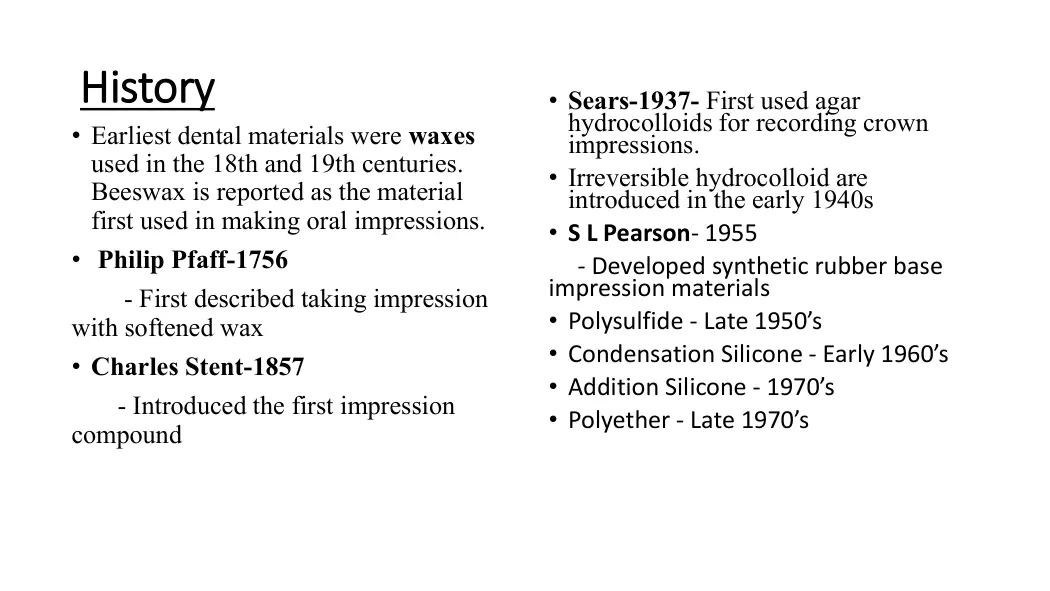 History
• Earliest dental materials were waxes
used in the 18th and 19th centuries.
Beeswax is reported as the material
first used in making oral impressions.
• Philip Pfaff-1756
- First described taking impression
with softened wax
• Charles Stent-1857
- Introduced the first impression
compound
• Sears-1937- First used agar
hydrocolloids for recording crown
impressions.
• Irreversible hydrocolloid are
introduced in the early 1940s
• S L Pearson- 1955
- Developed synthetic rubber base
impression materials
• Polysulfide - Late 1950’s
• Condensation Silicone - Early 1960’s
• Addition Silicone - 1970’s
• Polyether - Late 1970’s